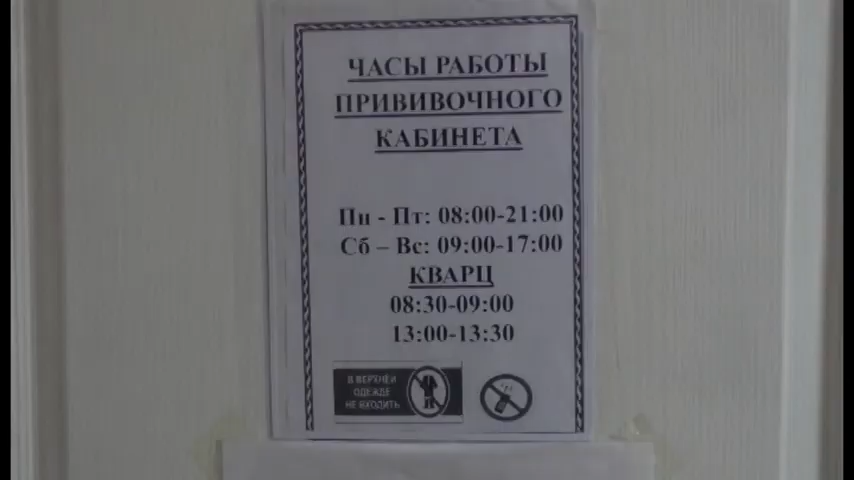 ЧАСЫ РАБОТЫ
ПРИВИВОЧНОГО
КАБИНЕТА
Пн - Пт: 08:00-21:00
Сб – Вс: 09:00-17:00
КВАРЦ
08:30-09:00
13:00-13:30
В ВЕРХНЕЙ
ОДЕЖДЕ
НЕ ВХОДИТЬ